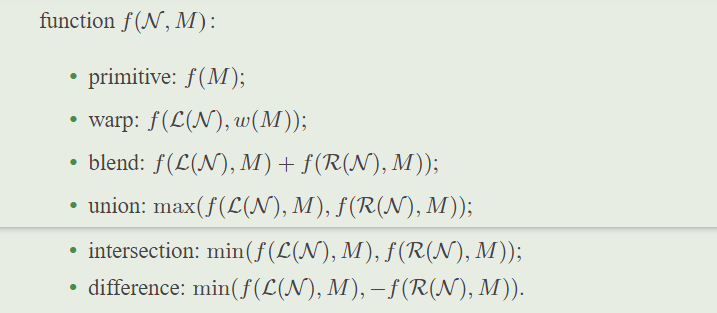 function f(𝒩, M):
• primitive: f(M);
• warp: f(ℒ(𝒩), w(M));
• blend: f(ℒ(𝒩), M) + f(ℛ(𝒩), M));
• union: max(f(ℒ(𝒩), M), f(ℛ(𝒩), M));
• intersection: min(f(ℒ(𝒩), M), f(ℛ(𝒩), M));
• difference: min(f(ℒ(𝒩), M), −f(ℛ(𝒩), M)).